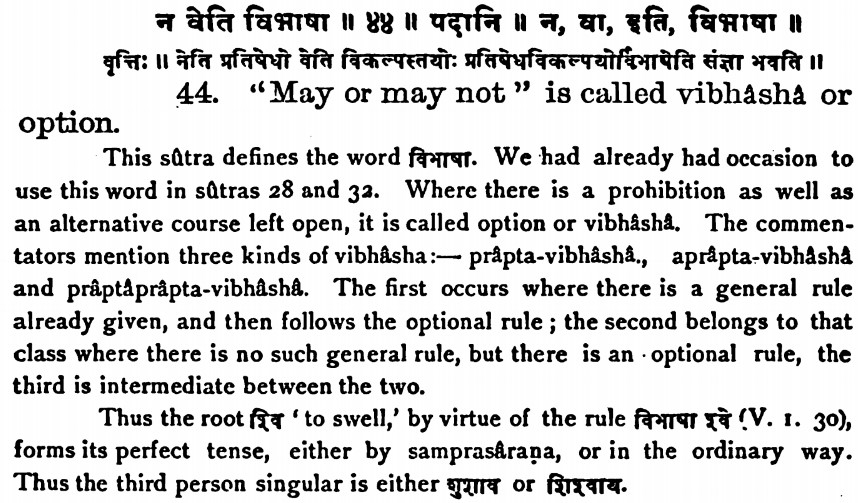 न वेति विभाषा ॥ ४४ ॥ पदानि ॥ न, वा, इति, विभाषा ॥
वृत्तिः ॥ नेति प्रतिषेधो वेति विकल्पस्तयोः प्रतिषेधविकल्पयोर्विभाषेति संज्ञा भवति ॥
44. “May or may not” is called vibhâshâ or
option.
This sûtra defines the word विभाषा. We had already had occasion to
use this word in sûtras 28 and 32. Where there is a prohibition as well as
an alternative course left open, it is called option or vibhâshâ. The commen-
tators mention three kinds of vibhâsha:— prâpta-vibhâshâ., aprâpta-vibhâshâ
and prâptâprâpta-vibhâshâ. The first occurs where there is a general rule
already given, and then follows the optional rule ; the second belongs to that
class where there is no such general rule, but there is an optional rule, the
third is intermediate between the two.
Thus the root श्वि ‘ to swell,’ by virtue of the rule विभाषा श्वे (V. 1. 30),
forms its perfect tense, either by samprasâraṇa, or in the ordinary way.
Thus the third person singular is either शुशाव or शिश्वाय.